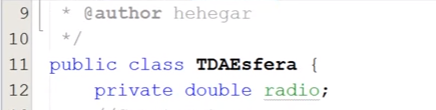 9 * @author hehegar
10 */
11 public class TDAEsfera {
12 private double radio;